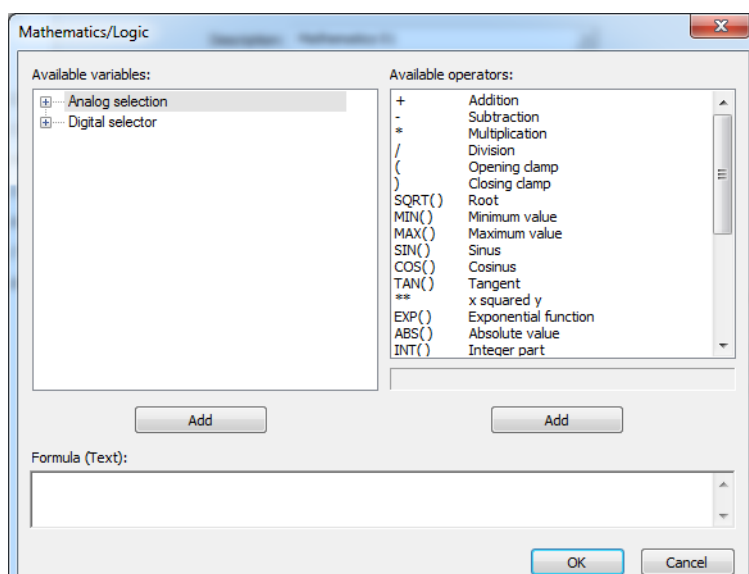 Mathematics/Logic
Available variables:
Analog selection
Digital selector
Add
Available operators:
+ Addition
- Subtraction
* Multiplication
/ Division
( Opening clamp
) Closing clamp
SQRT( ) Root
MIN( ) Minimum value
MAX( ) Maximum value
SIN( ) Sinus
COS( ) Cosinus
TAN( ) Tangent
** x squared y
EXP( ) Exponential function
ABS( ) Absolute value
INT( ) Integer part
Add
Formula (Text):
OK Cancel